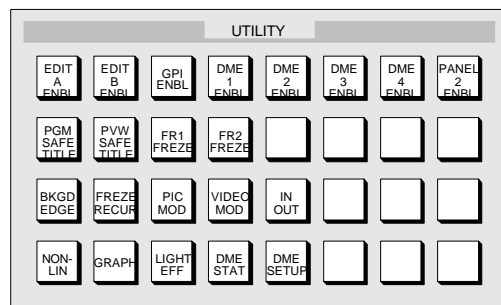 UTILITY
EDIT
A
ENBL
EDIT
B
ENBL
GPI
ENBL
DME
1
ENBL
DME
2
ENBL
DME
3
ENBL
DME
4
ENBL
PANEL
2
ENBL
PGM
SAFE
TITLE
PVW
SAFE
TITLE
FR1
FREZE
FR2
FREZE
BKGD
EDGE
FREZE
RECUR
PIC
MOD
VIDEO
MOD
IN
OUT
NON-
LIN
GRAPH
LIGHT
EFF
DME
STAT
DME
SETUP